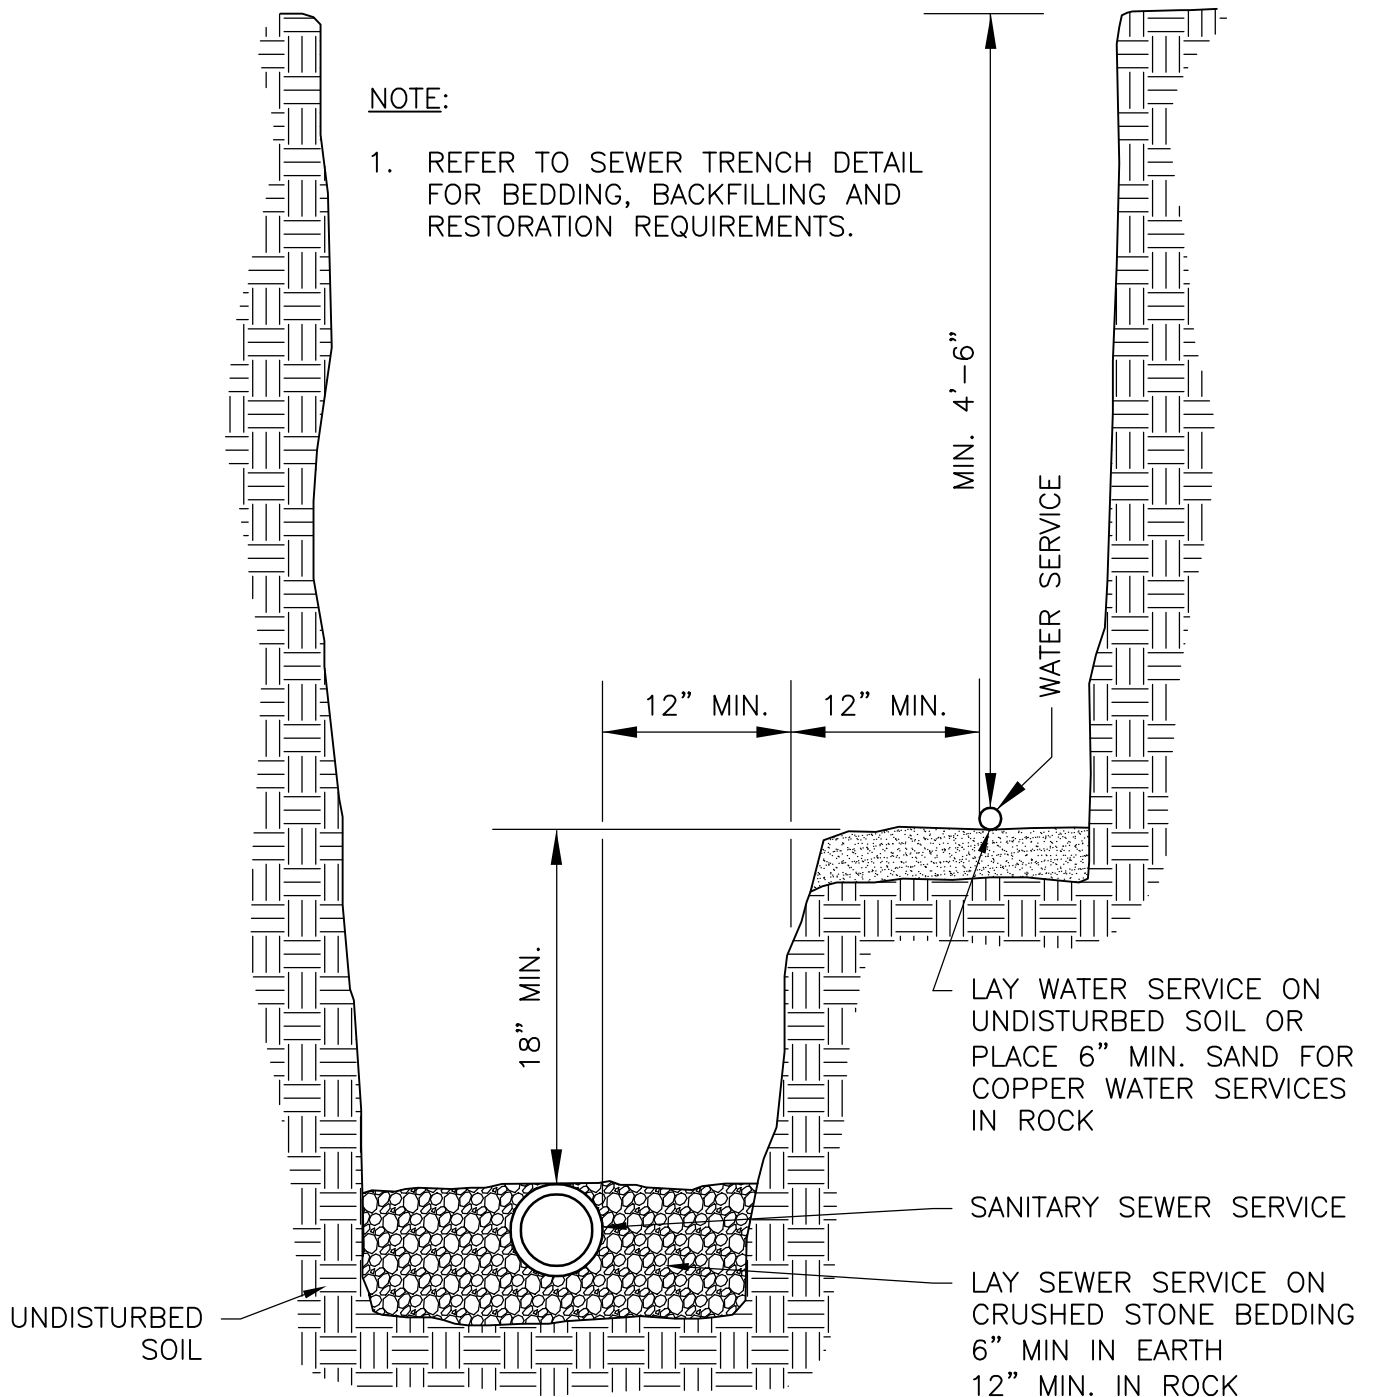 NOTE:
1. REFER TO SEWER TRENCH DETAIL
FOR BEDDING, BACKFILLING AND
RESTORATION REQUIREMENTS.
MIN. 4'-6"
WATER SERVICE
12" MIN.
12" MIN.
18" MIN.
LAY WATER SERVICE ON
UNDISTURBED SOIL OR
PLACE 6" MIN. SAND FOR
COPPER WATER SERVICES
IN ROCK
SANITARY SEWER SERVICE
LAY SEWER SERVICE ON
CRUSHED STONE BEDDING
6" MIN IN EARTH
12" MIN. IN ROCK
UNDISTURBED
SOIL